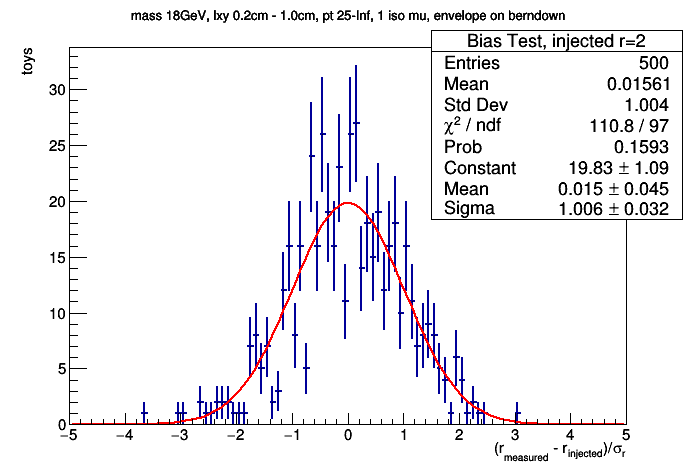 mass 18GeV, lxy 0.2cm - 1.0cm, pt 25-Inf, 1 iso mu, envelope on berndown
Bias Test, injected r=2
Entries 500
Mean 0.01561
Std Dev 1.004
χ² / ndf 110.8 / 97
Prob 0.1593
Constant 19.83 ± 1.09
Mean 0.015 ± 0.045
Sigma 1.006 ± 0.032
toys
30
25
20
15
10
5
0
−5 −4 −3 −2 −1 0 1 2 3 4 5
(r_measured - r_injected)/σ_r